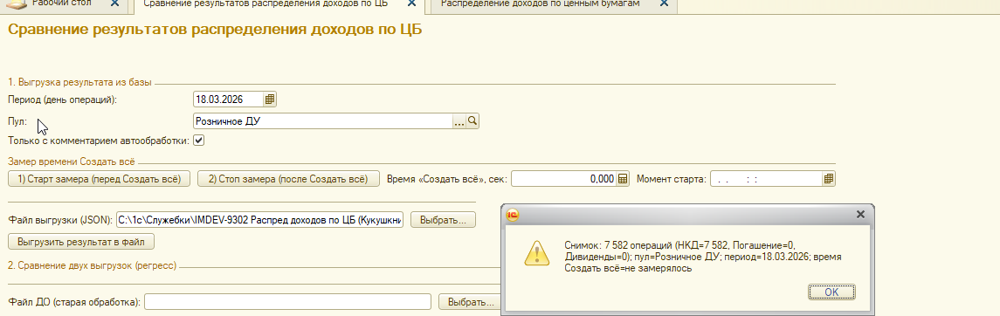 Рабочий стол
Сравнение результатов распределения доходов по ЦБ
Распределение доходов по ценным бумагам
Сравнение результатов распределения доходов по ЦБ
1. Выгрузка результата из базы
Период (день операций): 18.03.2026
Пул: Розничное ДУ ...
Только с комментарием автообработки:
Замер времени Создать всё
1) Старт замера (перед Создать всё) 2) Стоп замера (после Создать всё) Время «Создать всё», сек: 0,000 Момент старта: . . : :
Файл выгрузки (JSON): C:\1c\Служебки\IMDEV-9302 Распред доходов по ЦБ (Кукушкни Выбрать...
Выгрузить результат в файл
2. Сравнение двух выгрузок (регресс)
Файл ДО (старая обработка): Выбрать...
1С
Снимок: 7 582 операций (НКД=7 582, Погашение=0,
Дивиденды=0); пул=Розничное ДУ; период=18.03.2026; время
Создать всё=не замерялось
OK